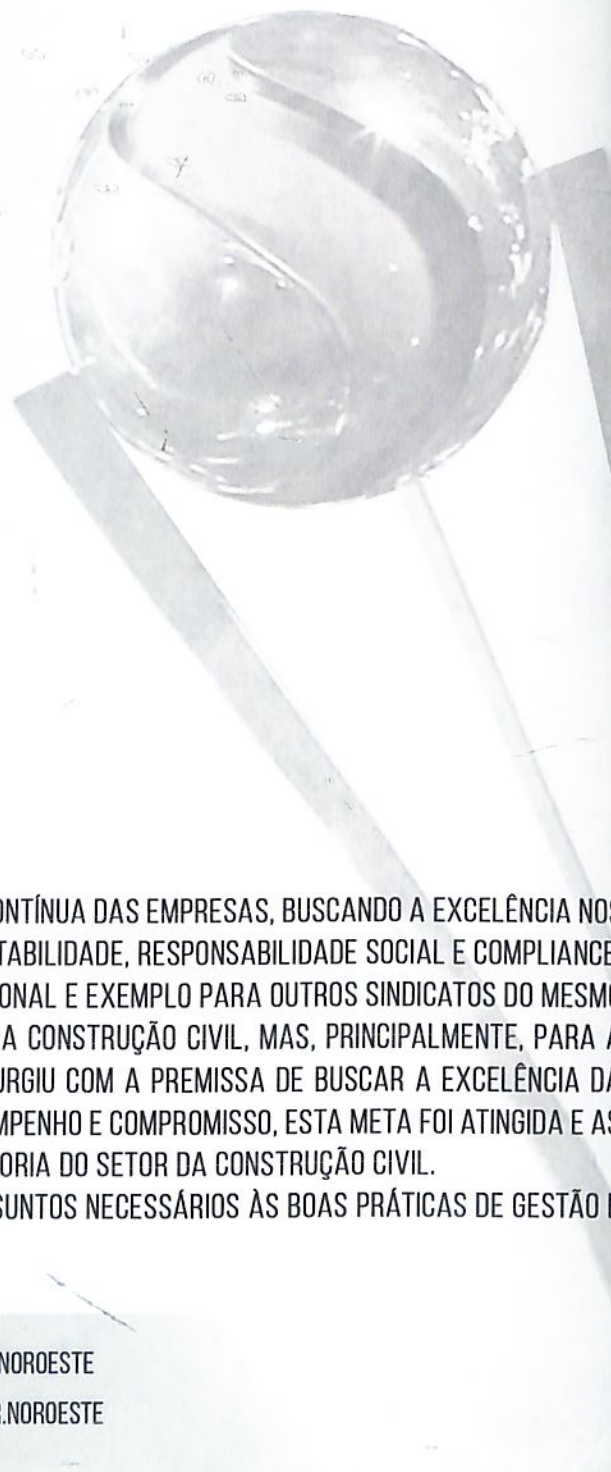 ONTÍNUA DAS EMPRESAS, BUSCANDO A EXCELÊNCIA NOS
TABILIDADE, RESPONSABILIDADE SOCIAL E COMPLIANCE
IONAL E EXEMPLO PARA OUTROS SINDICATOS DO MESMO
A CONSTRUÇÃO CIVIL, MAS, PRINCIPALMENTE, PARA A
URGIU COM A PREMISSA DE BUSCAR A EXCELÊNCIA DA
MPENHO E COMPROMISSO, ESTA META FOI ATINGIDA E AS
ORIA DO SETOR DA CONSTRUÇÃO CIVIL.
SUNTOS NECESSÁRIOS ÀS BOAS PRÁTICAS DE GESTÃO
NOROESTE
.NOROESTE